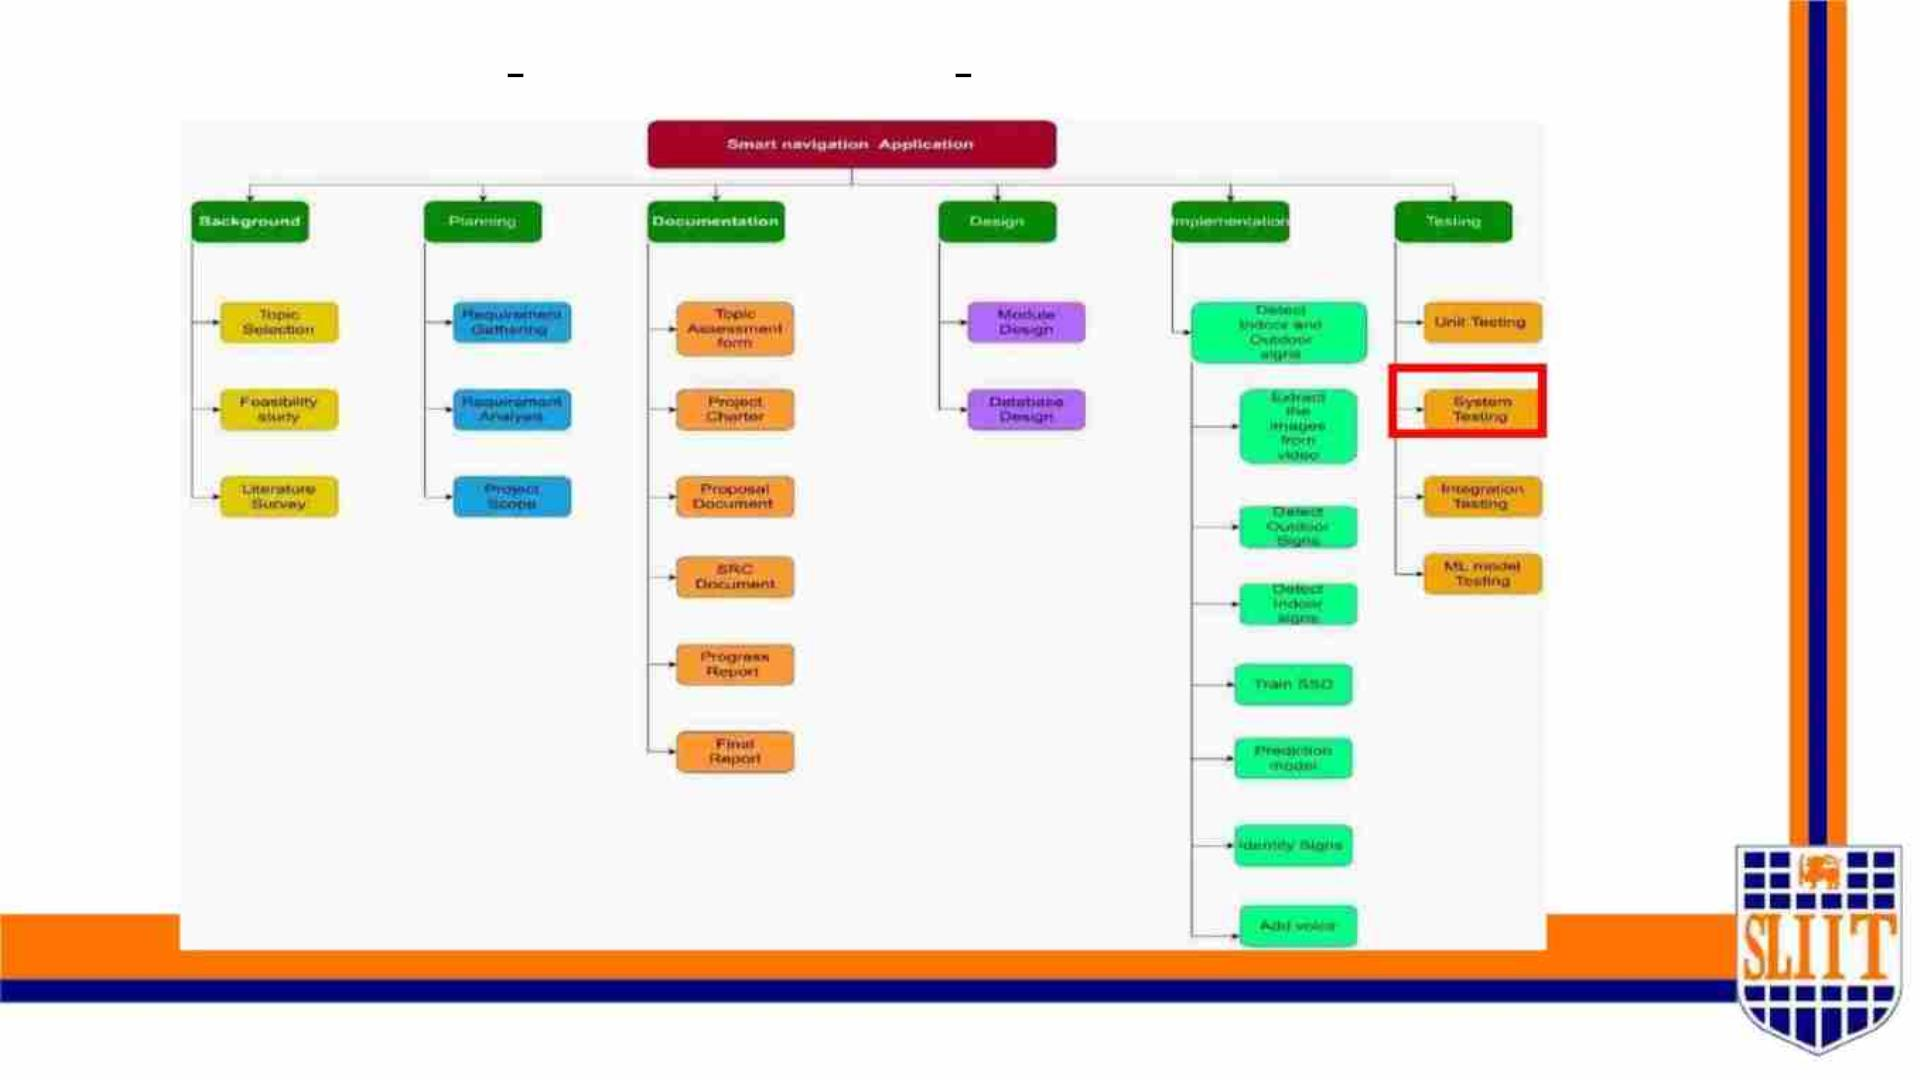 – –
Smart navigation Application
Background
Planning
Documentation
Design
Implementation
Testing
Topic
Selection
Feasibility
study
Literature
Survey
Requirement
Gathering
Requirement
Analysis
Project
Scope
Topic
Assessment
form
Project
Charter
Proposal
Document
SRC
Document
Progress
Report
Final
Report
Module
Design
Database
Design
Detect
Indoor and
Outdoor
signs
Extract
the
images
from
video
Detect
Outdoor
Signs
Detect
Indoor
signs
Train SSD
Prediction
model
Identify Signs
Add voice
Unit Testing
System
Testing
Integration
Testing
ML model
Testing
SLIIT